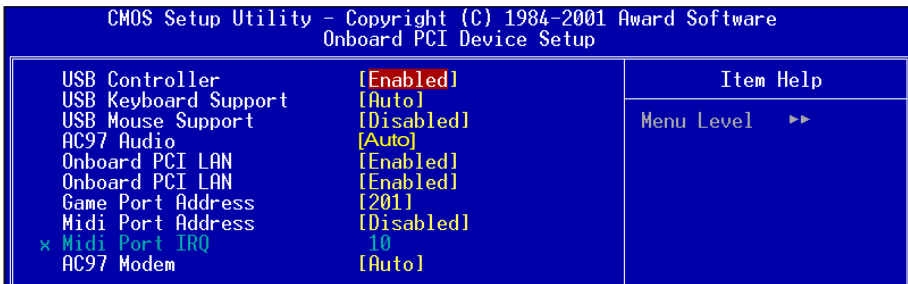 CMOS Setup Utility - Copyright (C) 1984-2001 Award Software
Onboard PCI Device Setup
USB Controller [Enabled]
USB Keyboard Support [Auto]
USB Mouse Support [Disabled]
AC97 Audio [Auto]
Onboard PCI LAN [Enabled]
Onboard PCI LAN [Enabled]
Game Port Address [201]
Midi Port Address [Disabled]
x Midi Port IRQ 10
AC97 Modem [Auto]
Item Help
Menu Level ►►